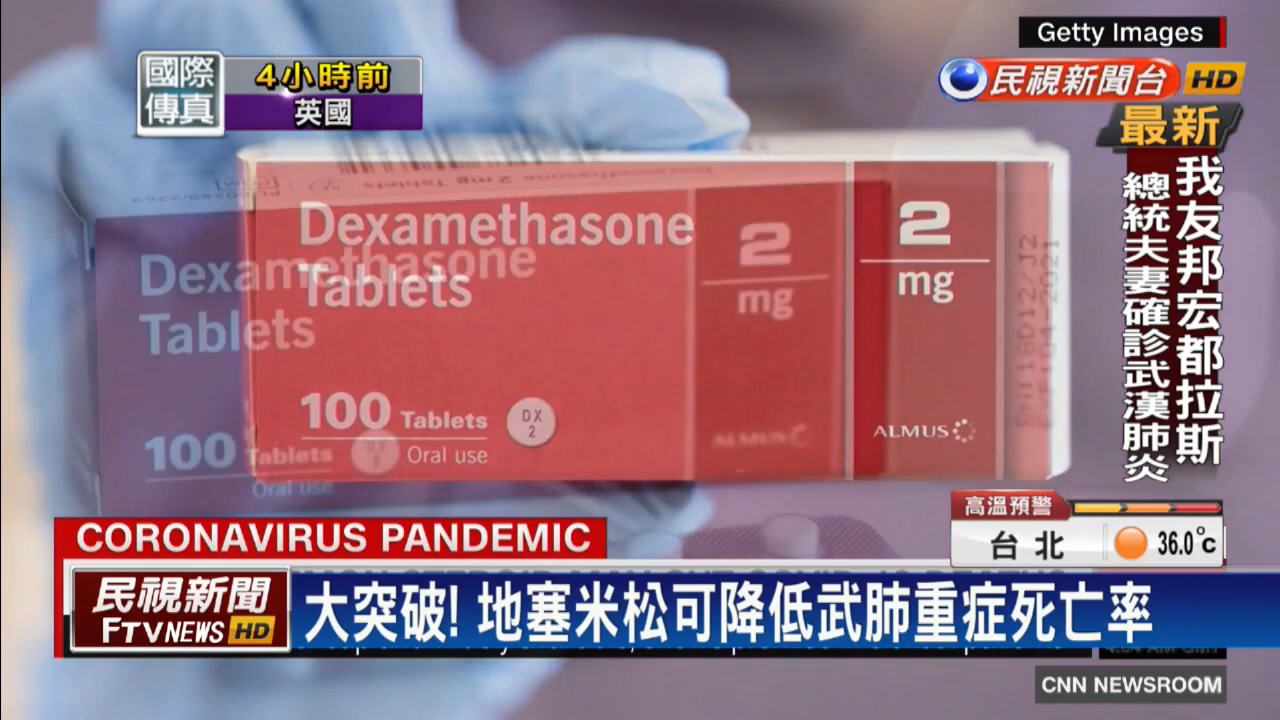 Getty Images
國際傳真
4小時前
英國
民視新聞台 HD
最新
我友邦宏都拉斯
總統夫妻確診武漢肺炎
Dexamethasone
Tablets
2
mg
100 Tablets
Oral use
DX
2
ALMUS
Dexamethasone
Tablets
2
mg
100 Tablets
Oral use
ALMUS
高溫預警
台北 36.0°c
CORONAVIRUS PANDEMIC
民視新聞
FTV NEWS HD
大突破! 地塞米松可降低武肺重症死亡率
CNN NEWSROOM